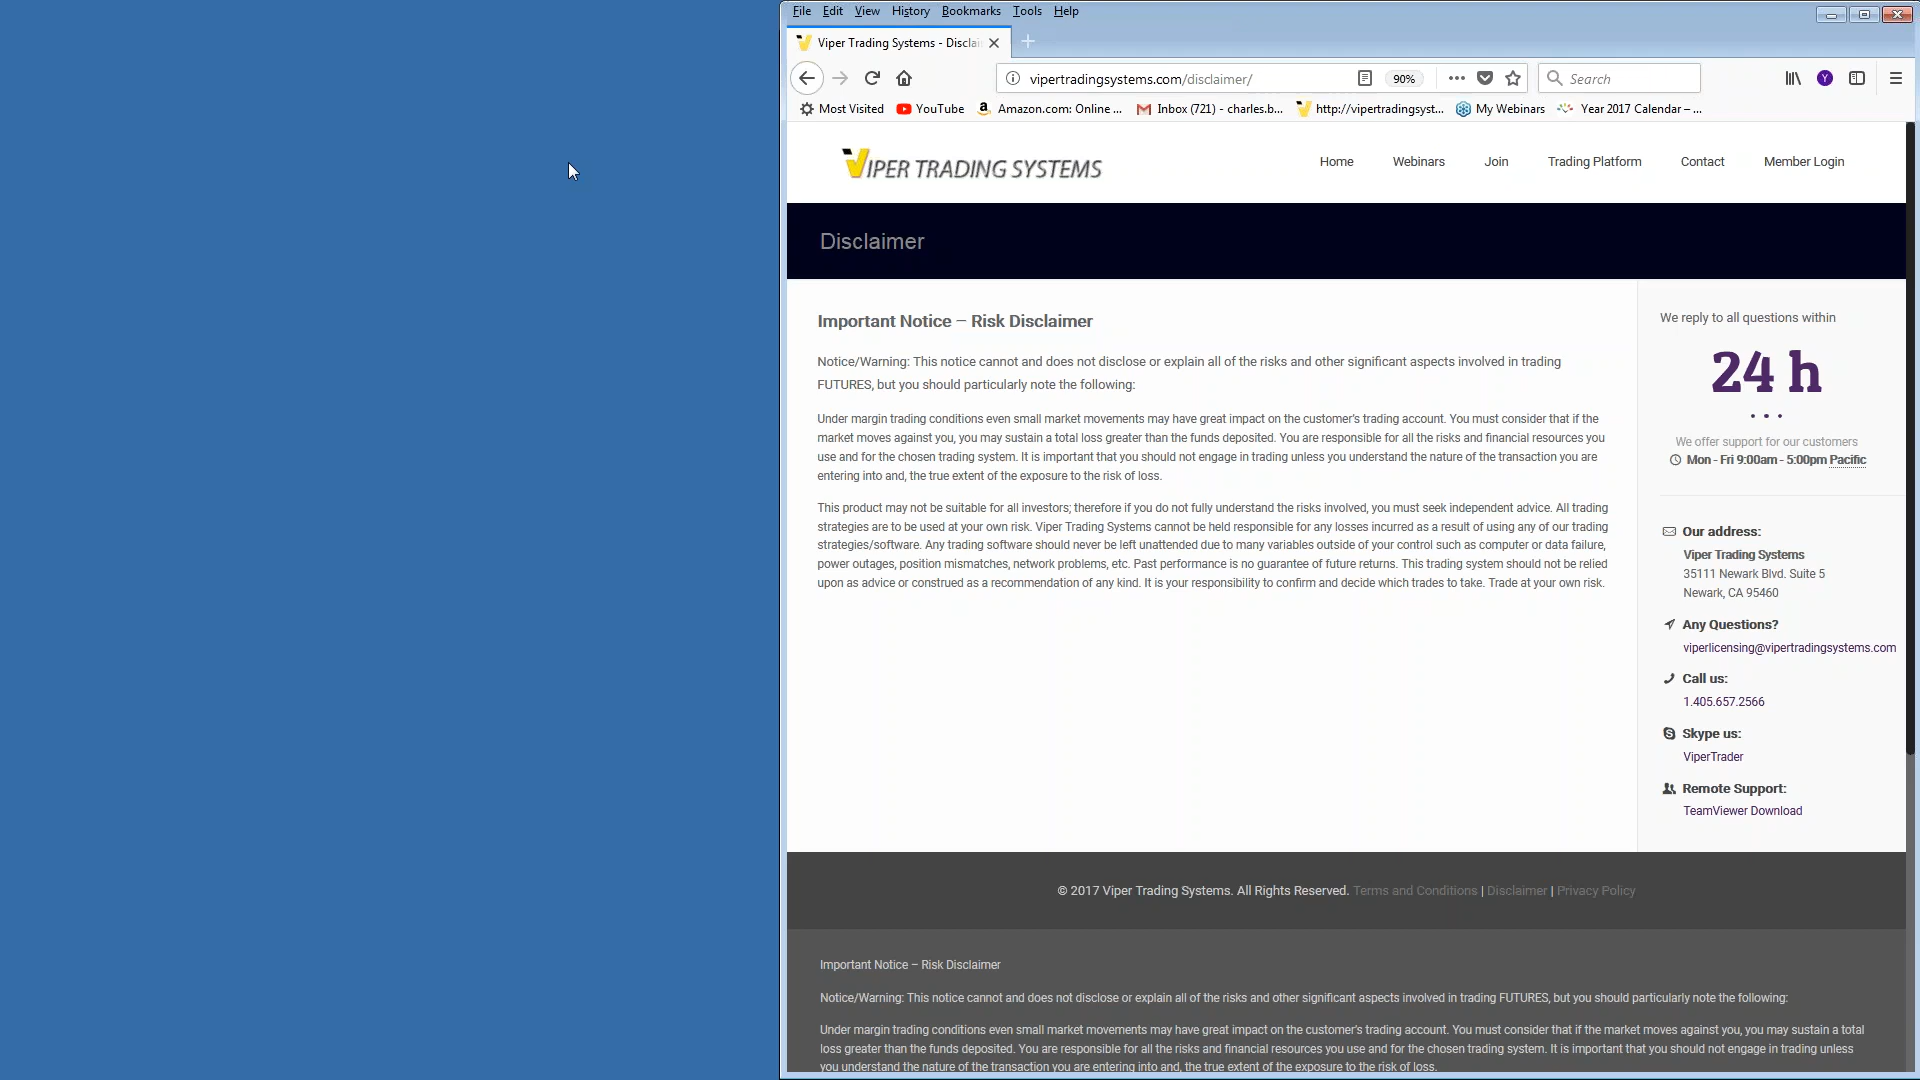 File Edit View History Bookmarks Tools Help
Viper Trading Systems - Disclai
vipertradingsystems.com/disclaimer/ 90% Search
Most Visited YouTube Amazon.com: Online ... Inbox (721) - charles.b... http://vipertradingsyst... My Webinars Year 2017 Calendar – ...
VIPER TRADING SYSTEMS Home Webinars Join Trading Platform Contact Member Login
Disclaimer
Important Notice – Risk Disclaimer
Notice/Warning: This notice cannot and does not disclose or explain all of the risks and other significant aspects involved in trading
FUTURES, but you should particularly note the following:
Under margin trading conditions even small market movements may have great impact on the customer's trading account. You must consider that if the
market moves against you, you may sustain a total loss greater than the funds deposited. You are responsible for all the risks and financial resources you
use and for the chosen trading system. It is important that you should not engage in trading unless you understand the nature of the transaction you are
entering into and, the true extent of the exposure to the risk of loss.
This product may not be suitable for all investors; therefore if you do not fully understand the risks involved, you must seek independent advice. All trading
strategies are to be used at your own risk. Viper Trading Systems cannot be held responsible for any losses incurred as a result of using any of our trading
strategies/software. Any trading software should never be left unattended due to many variables outside of your control such as computer or data failure,
power outages, position mismatches, network problems, etc. Past performance is no guarantee of future returns. This trading system should not be relied
upon as advice or construed as a recommendation of any kind. It is your responsibility to confirm and decide which trades to take. Trade at your own risk.
We reply to all questions within
24 h
We offer support for our customers
Mon - Fri 9:00am - 5:00pm Pacific
Our address:
Viper Trading Systems
35111 Newark Blvd. Suite 5
Newark, CA 95460
Any Questions?
viperlicensing@vipertradingsystems.com
Call us:
1.405.657.2566
Skype us:
ViperTrader
Remote Support:
TeamViewer Download
© 2017 Viper Trading Systems. All Rights Reserved. Terms and Conditions | Disclaimer | Privacy Policy
Important Notice – Risk Disclaimer
Notice/Warning: This notice cannot and does not disclose or explain all of the risks and other significant aspects involved in trading FUTURES, but you should particularly note the following:
Under margin trading conditions even small market movements may have great impact on the customer's trading account. You must consider that if the market moves against you, you may sustain a total
loss greater than the funds deposited. You are responsible for all the risks and financial resources you use and for the chosen trading system. It is important that you should not engage in trading unless
you understand the nature of the transaction you are entering into and, the true extent of the exposure to the risk of loss.